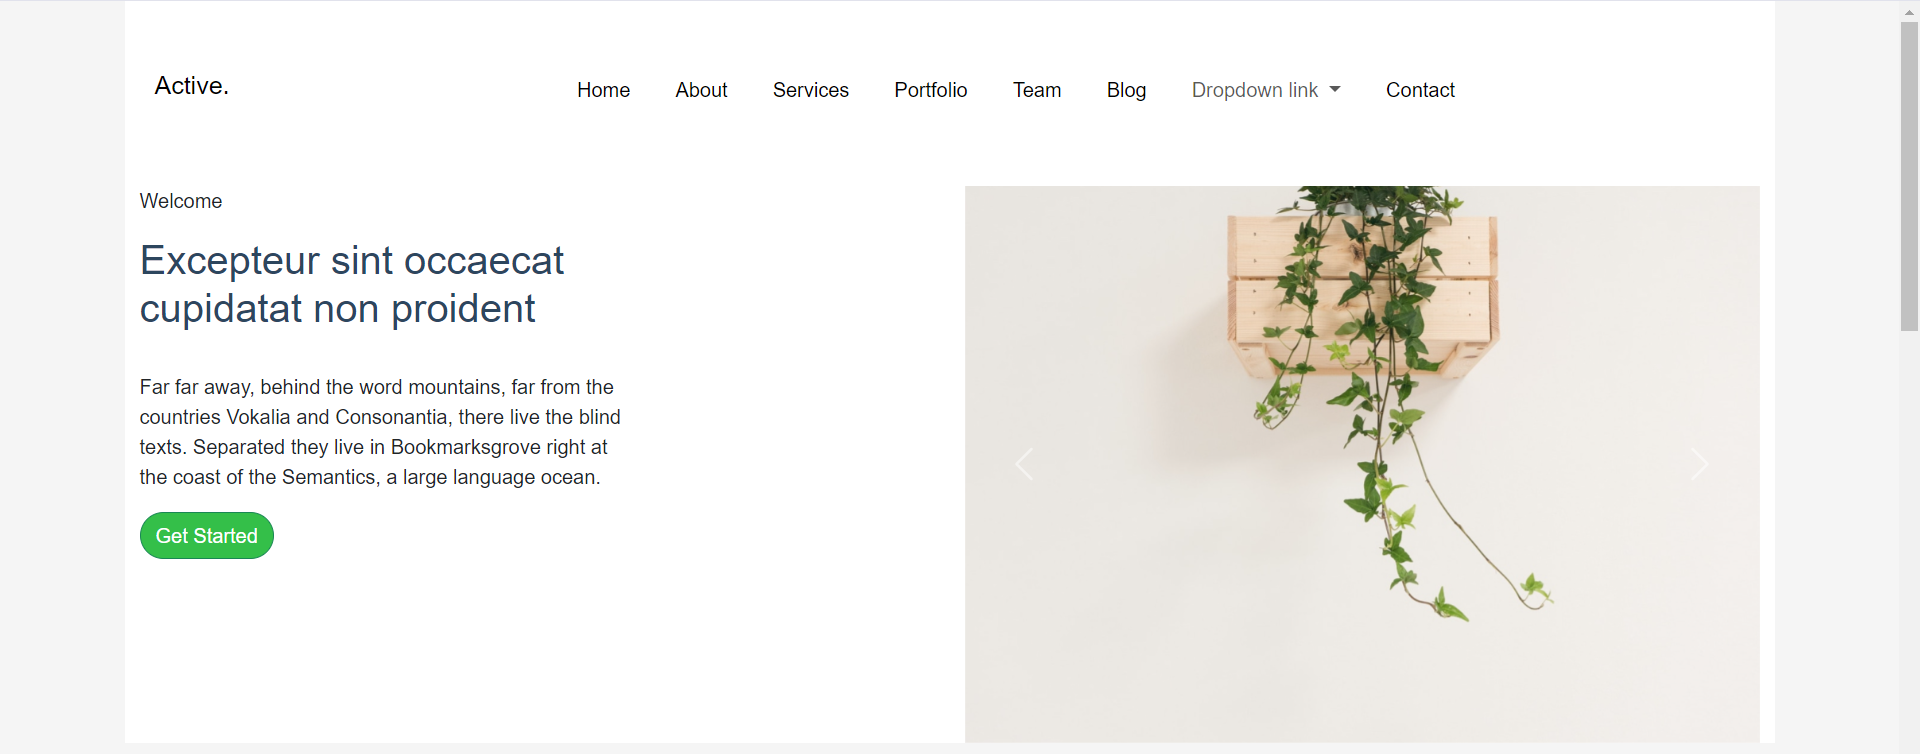 Active.
Home About Services Portfolio Team Blog Dropdown link Contact
Welcome
Excepteur sint occaecat
cupidatat non proident
Far far away, behind the word mountains, far from the
countries Vokalia and Consonantia, there live the blind
texts. Separated they live in Bookmarksgrove right at
the coast of the Semantics, a large language ocean.
Get Started